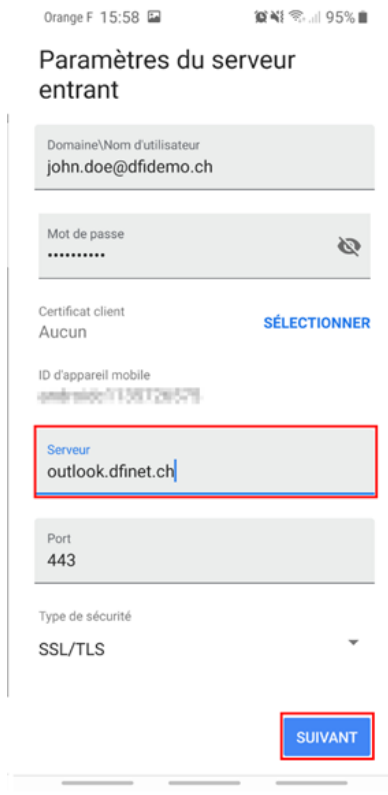 Orange F 15:58 95%
Paramètres du serveur
entrant
Domaine\Nom d'utilisateur
john.doe@dfidemo.ch
Mot de passe
••••••••••
Certificat client
Aucun
SÉLECTIONNER
ID d'appareil mobile
Serveur
outlook.dfinet.ch
Port
443
Type de sécurité
SSL/TLS
SUIVANT